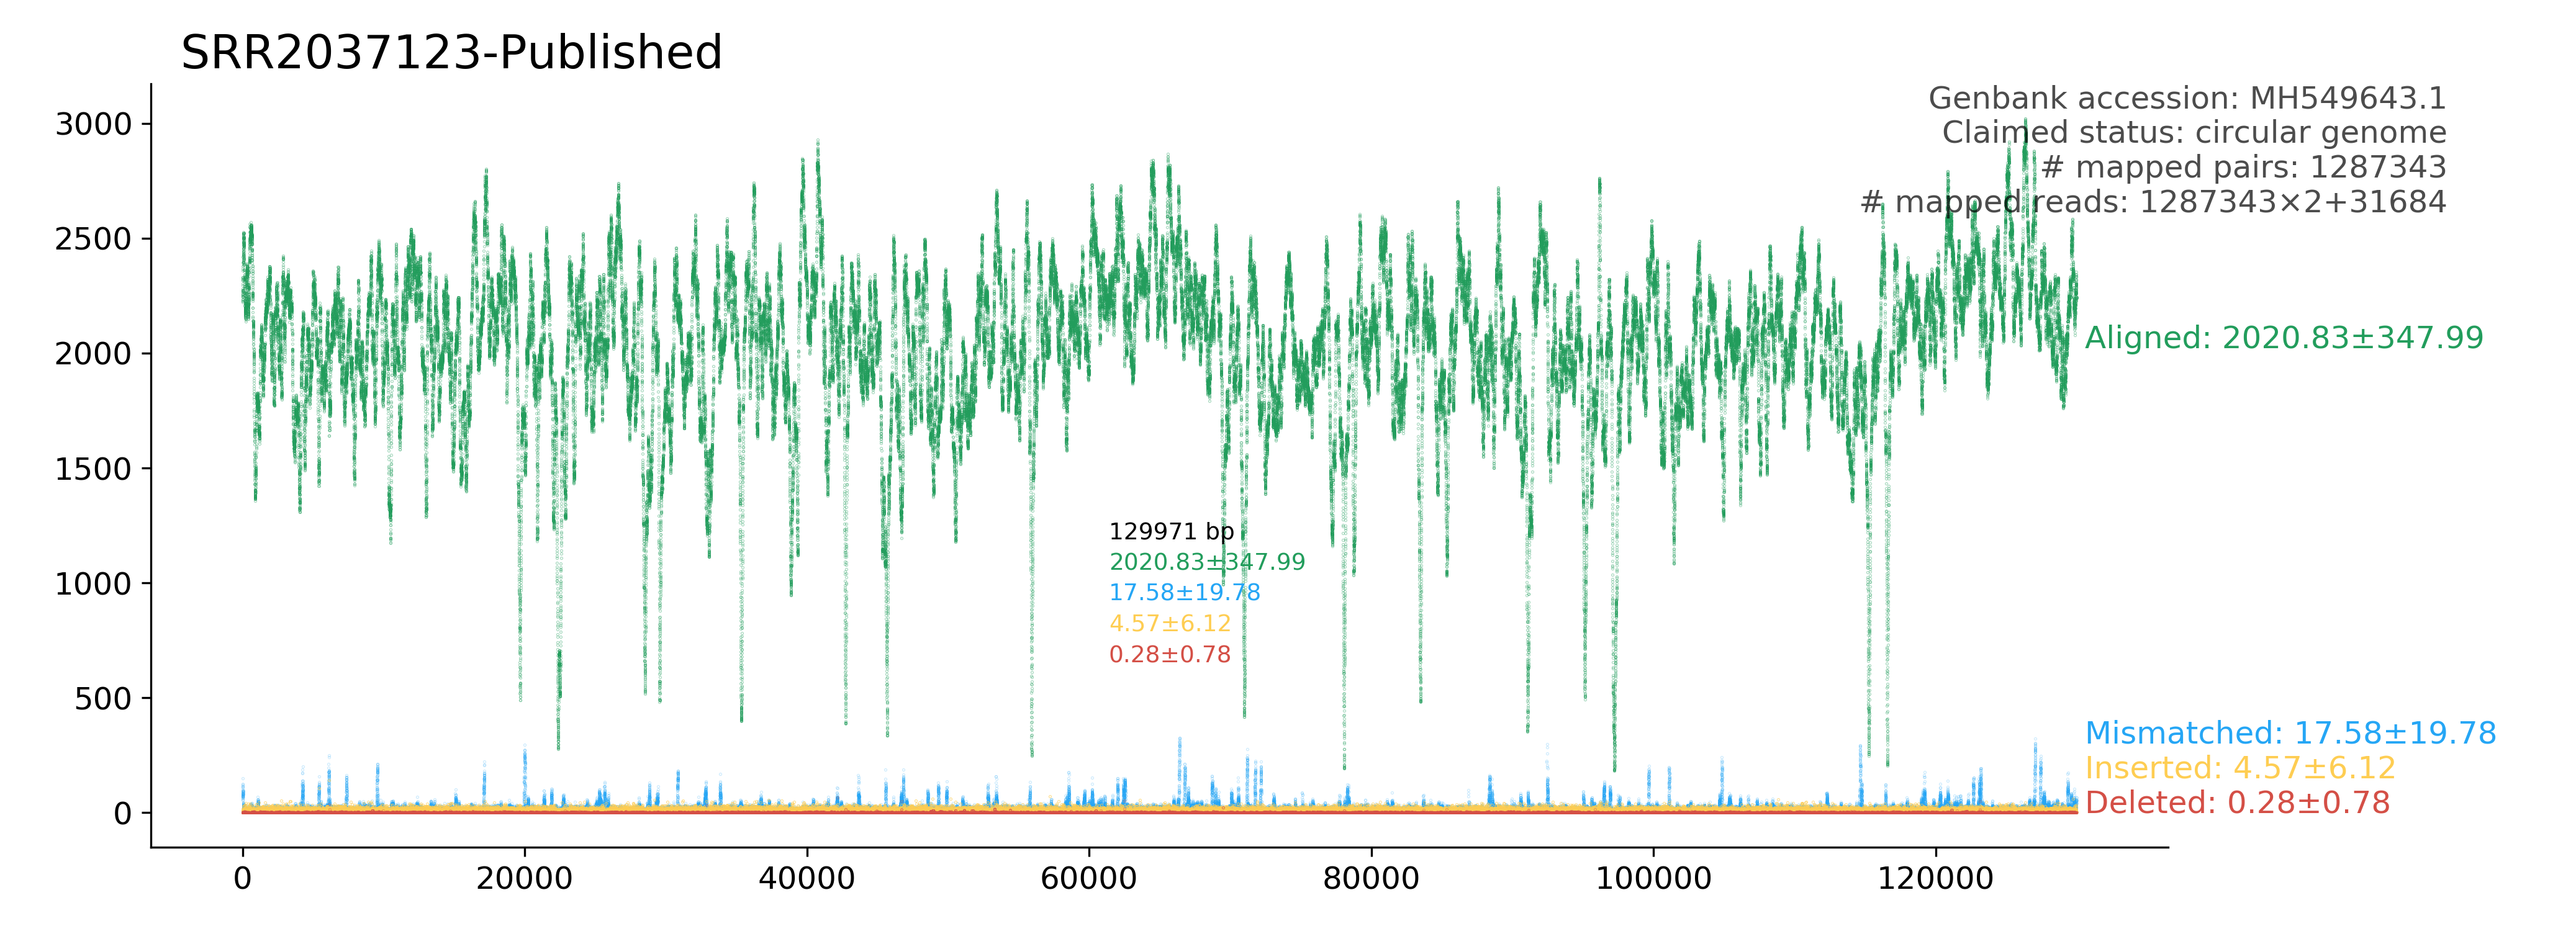 SRR2037123-Published
Genbank accession: MH549643.1
Claimed status: circular genome
# mapped pairs: 1287343
# mapped reads: 1287343×2+31684
3000
2500
2000
1500
1000
500
0
Aligned: 2020.83±347.99
129971 bp
2020.83±347.99
17.58±19.78
4.57±6.12
0.28±0.78
Mismatched: 17.58±19.78
Inserted: 4.57±6.12
Deleted: 0.28±0.78
0 20000 40000 60000 80000 100000 120000